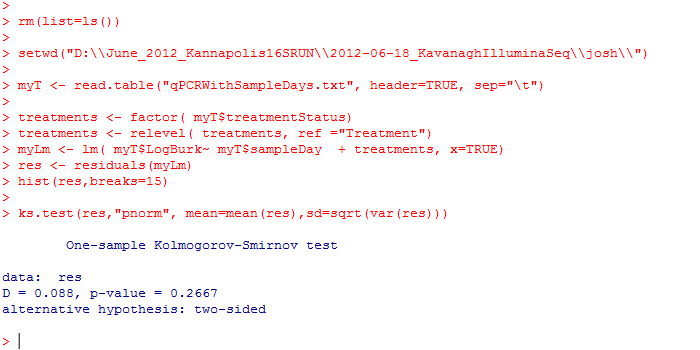 >
> rm(list=ls())
>
> setwd("D:\\June_2012_Kannapolis16SRUN\\2012-06-18_KavanaghIlluminaSeq\\josh\\")
>
> myT <- read.table("qPCRWithSampleDays.txt", header=TRUE, sep="\t")
>
> treatments <- factor( myT$treatmentStatus)
> treatments <- relevel( treatments, ref ="Treatment")
> myLm <- lm( myT$LogBurk~ myT$sampleDay  + treatments, x=TRUE)
> res <- residuals(myLm)
> hist(res,breaks=15)
>
> ks.test(res,"pnorm", mean=mean(res),sd=sqrt(var(res)))
One-sample Kolmogorov-Smirnov test
data:  res
D = 0.088, p-value = 0.2667
alternative hypothesis: two-sided
>